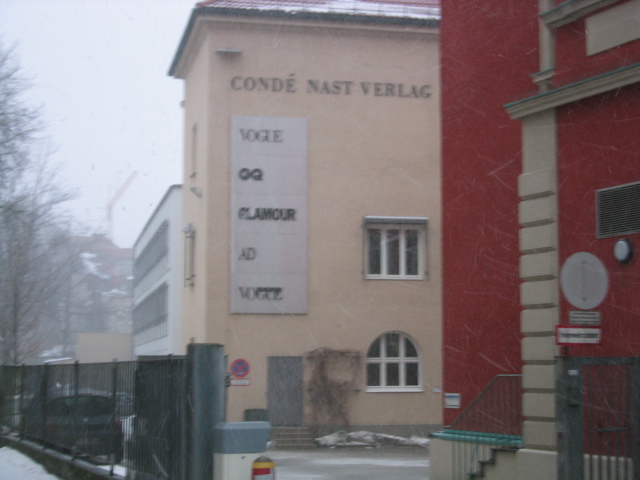 CONDÉ NAST VERLAG
VOGUE
GQ
GLAMOUR
AD
VOGUE